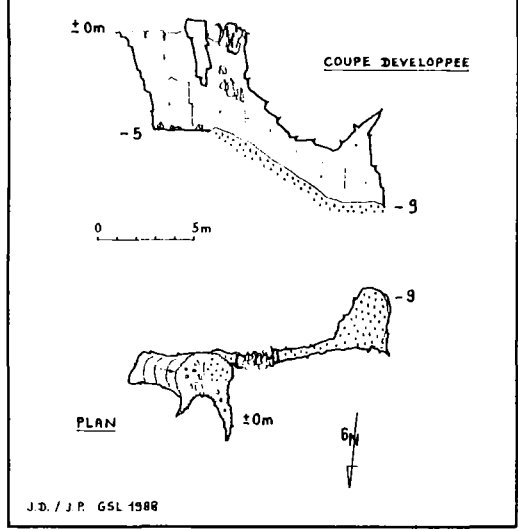 ± 0m
COUPE DEVELOPPEE
-5
-9
0 5m
-9
±0m
PLAN
J.D. / J.P. GSL 1988